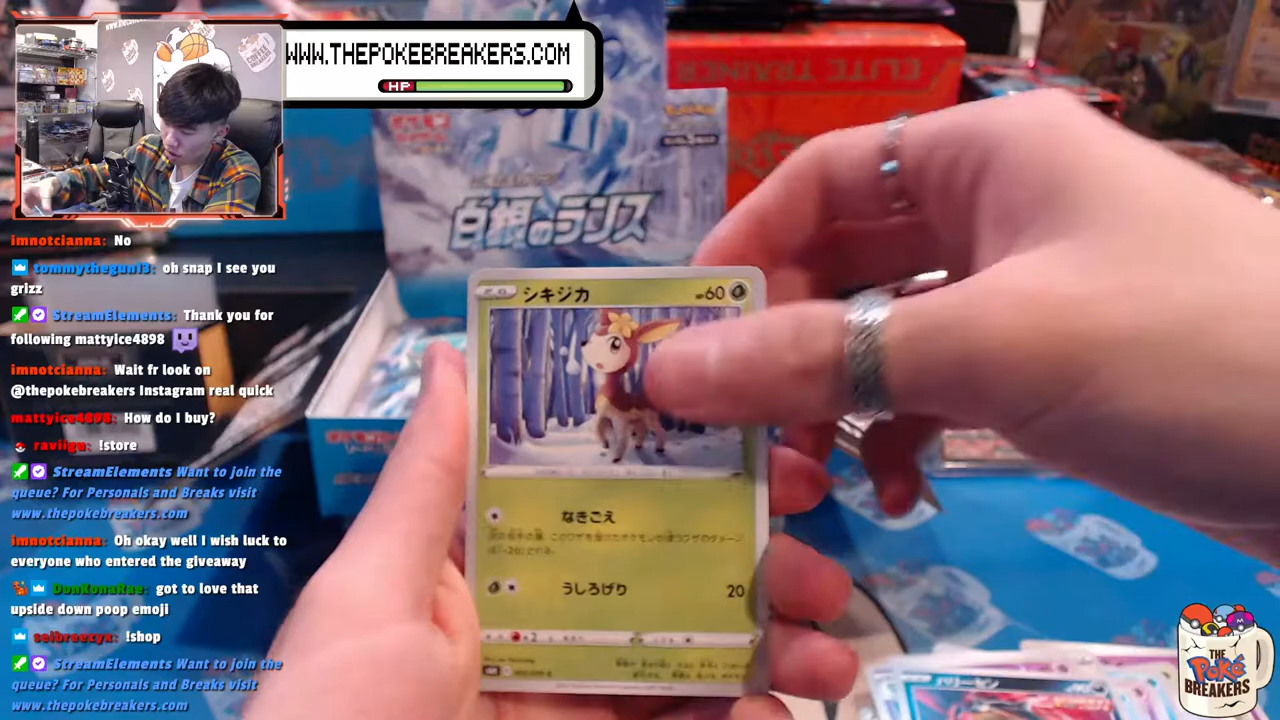 WWW.THEPOKEBREAKERS.COM
HP
imnotcianna: No
tommythegun13: oh snap I see you
grizz
StreamElements: Thank you for
following mattyice4898
imnotcianna: Wait fr look on
@thepokebreakers Instagram real quick
mattyice4898: How do I buy?
raviigu: !store
StreamElements Want to join the
queue? For Personals and Breaks visit
www.thepokebreakers.com
imnotcianna: Oh okay well I wish luck to
everyone who entered the giveaway
DonKonaRae: got to love that
upside down poop emoji
seibreezyx: !shop
StreamElements Want to join the
queue? For Personals and Breaks visit
www.thepokebreakers.com
ELITE TRAINER
白銀のランス
シキジカ
HP60
なきごえ
うしろげり 20
×2
THE
Poké
BREAKERS